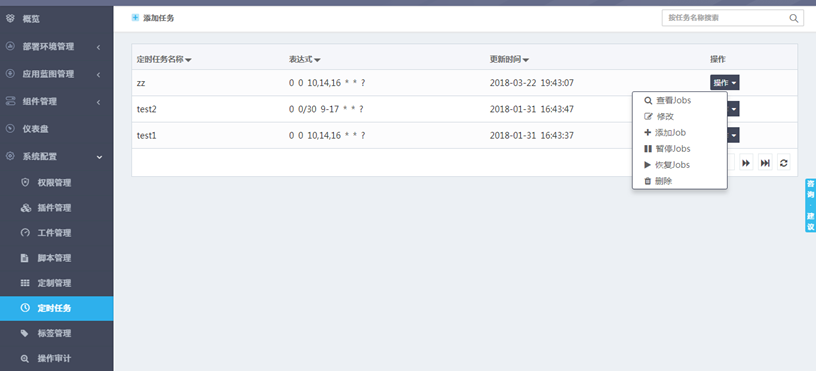 概览
部署环境管理
应用蓝图管理
组件管理
仪表盘
系统配置
权限管理
插件管理
工件管理
脚本管理
定制管理
定时任务
标签管理
操作审计
添加任务
按任务名称搜索
定时任务名称 表达式 更新时间 操作
zz 0 0 10,14,16 * * ? 2018-03-22 19:43:07 操作
test2 0 0/30 9-17 * * ? 2018-01-31 16:43:47
test1 0 0 10,14,16 * * ? 2018-01-31 16:43:37
查看Jobs
修改
添加Job
暂停Jobs
恢复Jobs
删除
咨询·建议